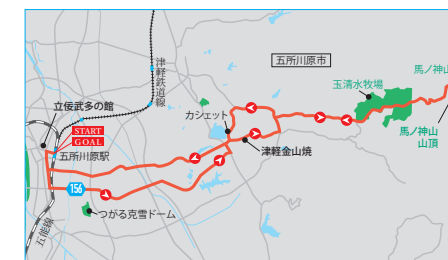 五所川原市
津軽鉄道線
玉清水牧場
馬ノ神山
立佞武多の館
カシェット
START
GOAL
馬ノ神山
山頂
五所川原駅
津軽金山焼
156
つがる克雪ドーム
五能線